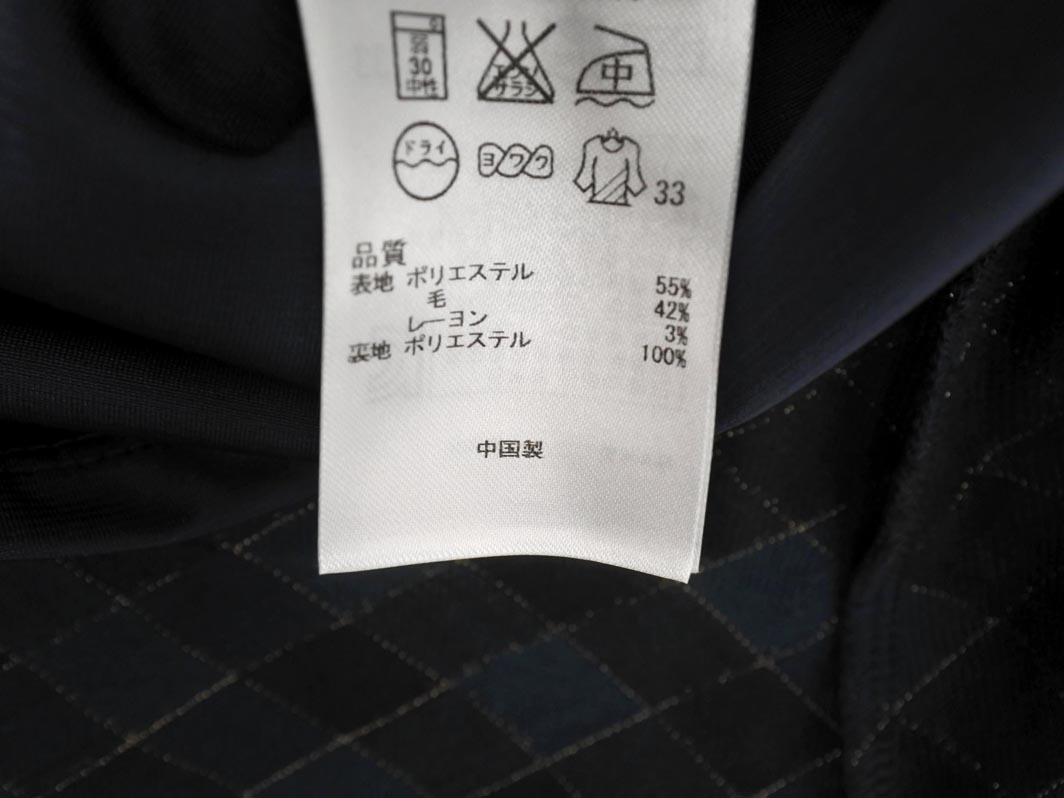 弱
30
中性
エンソ
サラシ
中
ドライ
ヨワク
33
品質
表地 ポリエステル 55%
毛 42%
レーヨン 3%
裏地 ポリエステル 100%
中国製